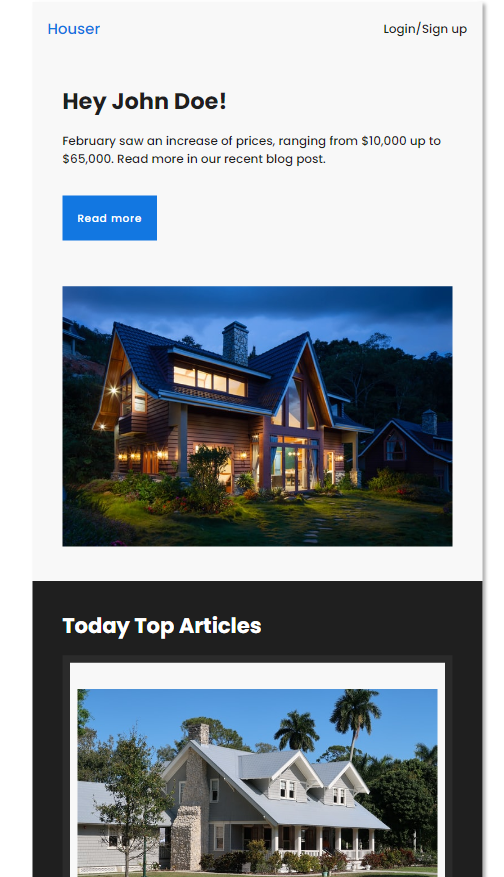 Houser
Login/Sign up
Hey John Doe!
February saw an increase of prices, ranging from $10,000 up to
$65,000. Read more in our recent blog post.
Read more
Today Top Articles